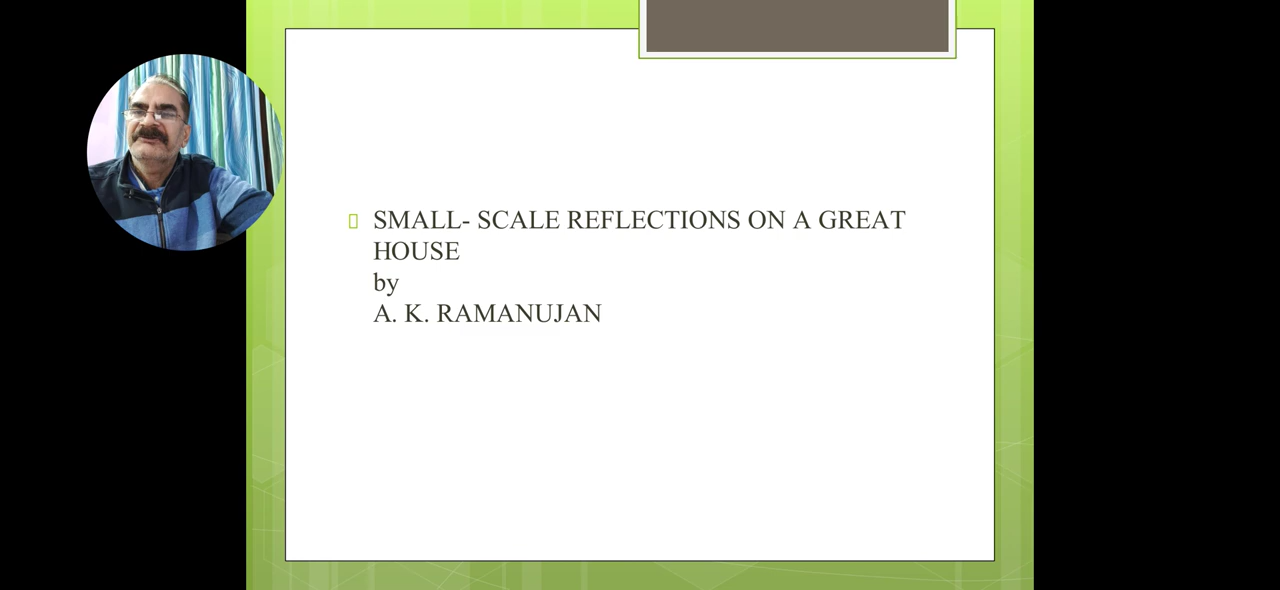 SMALL- SCALE REFLECTIONS ON A GREAT
HOUSE
by
A. K. RAMANUJAN